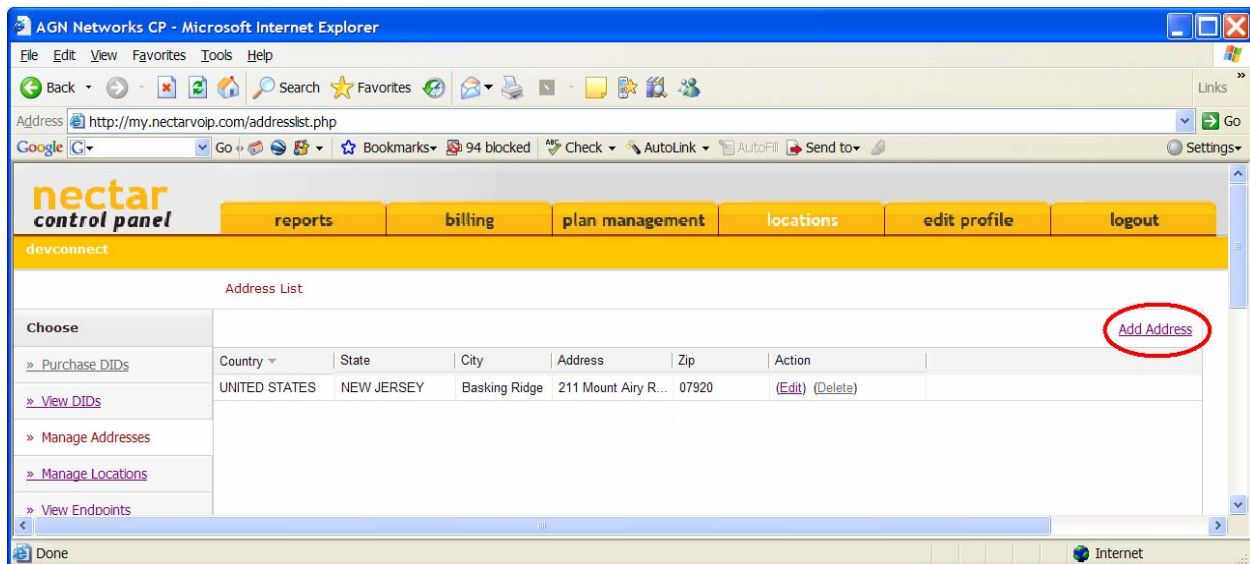 AGN Networks CP - Microsoft Internet Explorer
File Edit View Favorites Tools Help
Back Search Favorites Links
Address http://my.nectarvoip.com/addresslist.php Go
Google G Go Bookmarks 94 blocked ABC Check AutoLink AutoFill Send to Settings
nectar
control panel
reports billing plan management locations edit profile logout
devconnect
Address List
Choose Add Address
» Purchase DIDs Country State City Address Zip Action
UNITED STATES NEW JERSEY Basking Ridge 211 Mount Airy R... 07920 (Edit) (Delete)
» View DIDs
» Manage Addresses
» Manage Locations
» View Endpoints
Done Internet